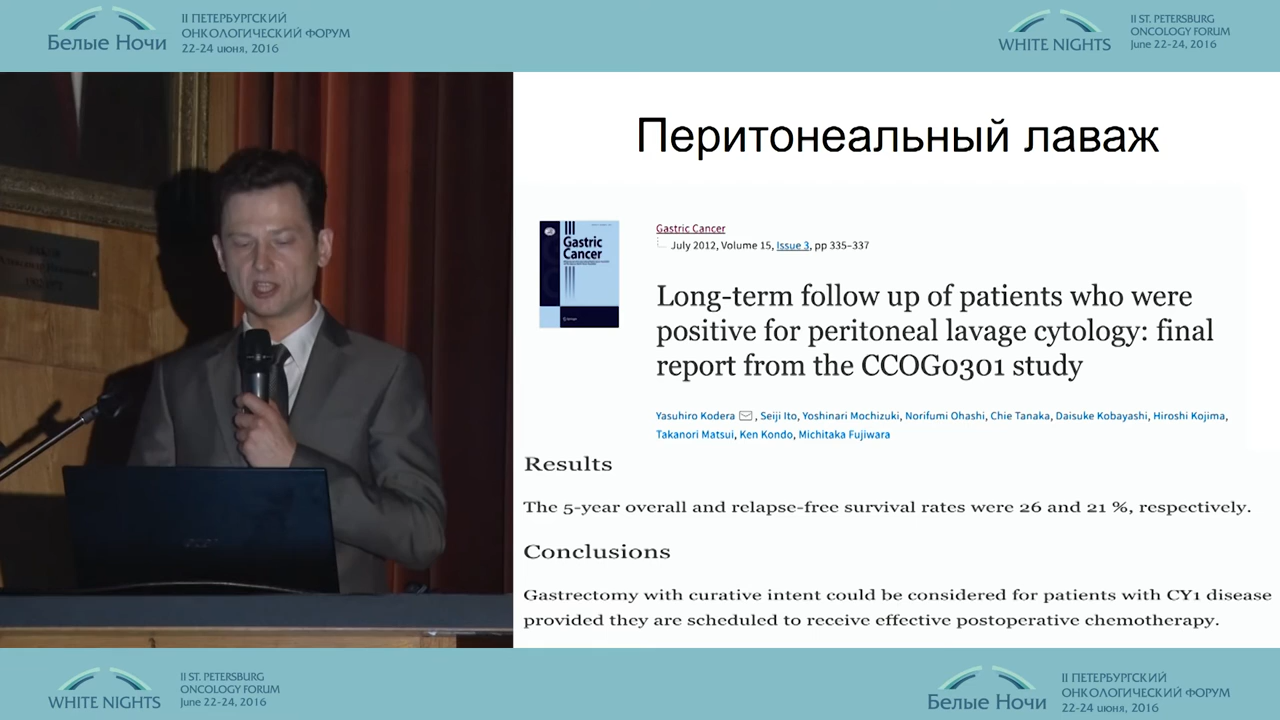 Белые Ночи
II ПЕТЕРБУРГСКИЙ
ОНКОЛОГИЧЕСКИЙ ФОРУМ
22-24 июня, 2016
WHITE NIGHTS
II ST. PETERSBURG
ONCOLOGY FORUM
June 22-24, 2016
Перитонеальный лаваж
Gastric
Cancer
Gastric Cancer
July 2012, Volume 15, Issue 3, pp 335–337
Long-term follow up of patients who were
positive for peritoneal lavage cytology: final
report from the CCOG0301 study
Yasuhiro Kodera, Seiji Ito, Yoshinari Mochizuki, Norifumi Ohashi, Chie Tanaka, Daisuke Kobayashi, Hiroshi Kojima,
Takanori Matsui, Ken Kondo, Michitaka Fujiwara
Results
The 5-year overall and relapse-free survival rates were 26 and 21 %, respectively.
Conclusions
Gastrectomy with curative intent could be considered for patients with CY1 disease
provided they are scheduled to receive effective postoperative chemotherapy.
WHITE NIGHTS
II ST. PETERSBURG
ONCOLOGY FORUM
June 22-24, 2016
Белые Ночи
II ПЕТЕРБУРГСКИЙ
ОНКОЛОГИЧЕСКИЙ ФОРУМ
22-24 июня, 2016